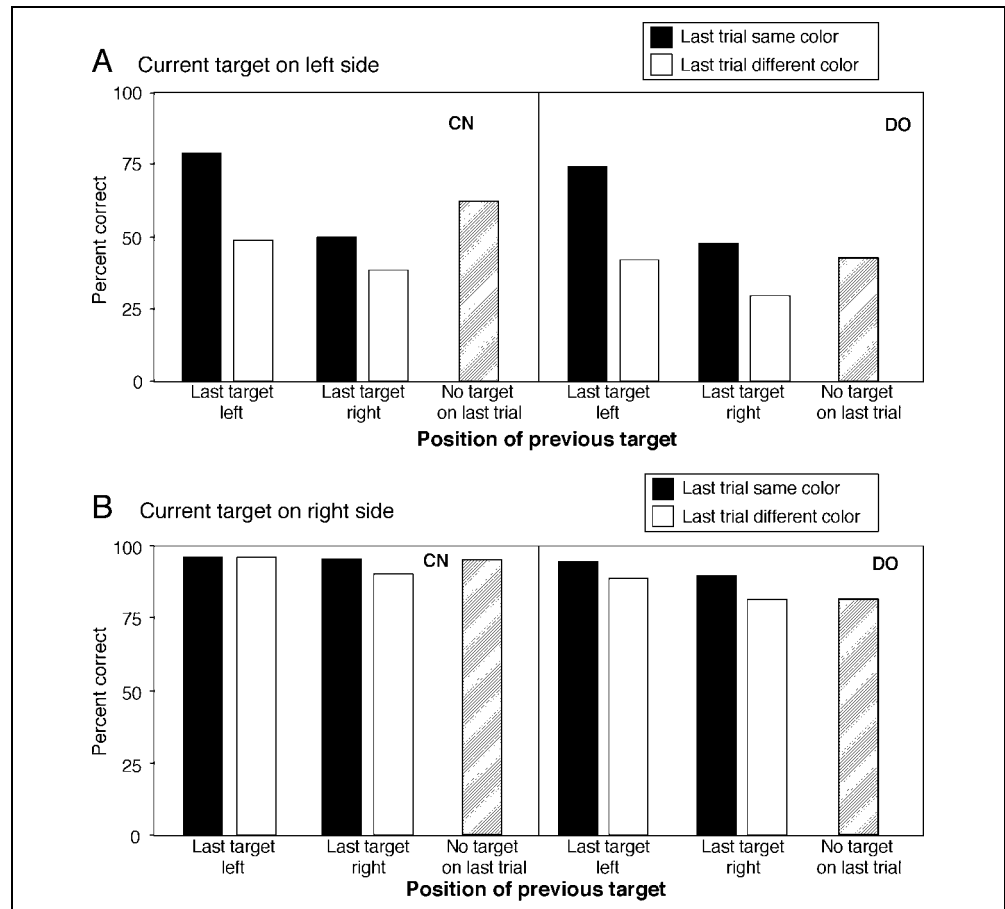 A Current target on left side
Last trial same color
Last trial different color
100
75
50
25
0
Percent correct
CN
DO
Last target left
Last target right
No target on last trial
Last target left
Last target right
No target on last trial
Position of previous target
B Current target on right side
Last trial same color
Last trial different color
100
75
50
25
0
Percent correct
CN
DO
Last target left
Last target right
No target on last trial
Last target left
Last target right
No target on last trial
Position of previous target